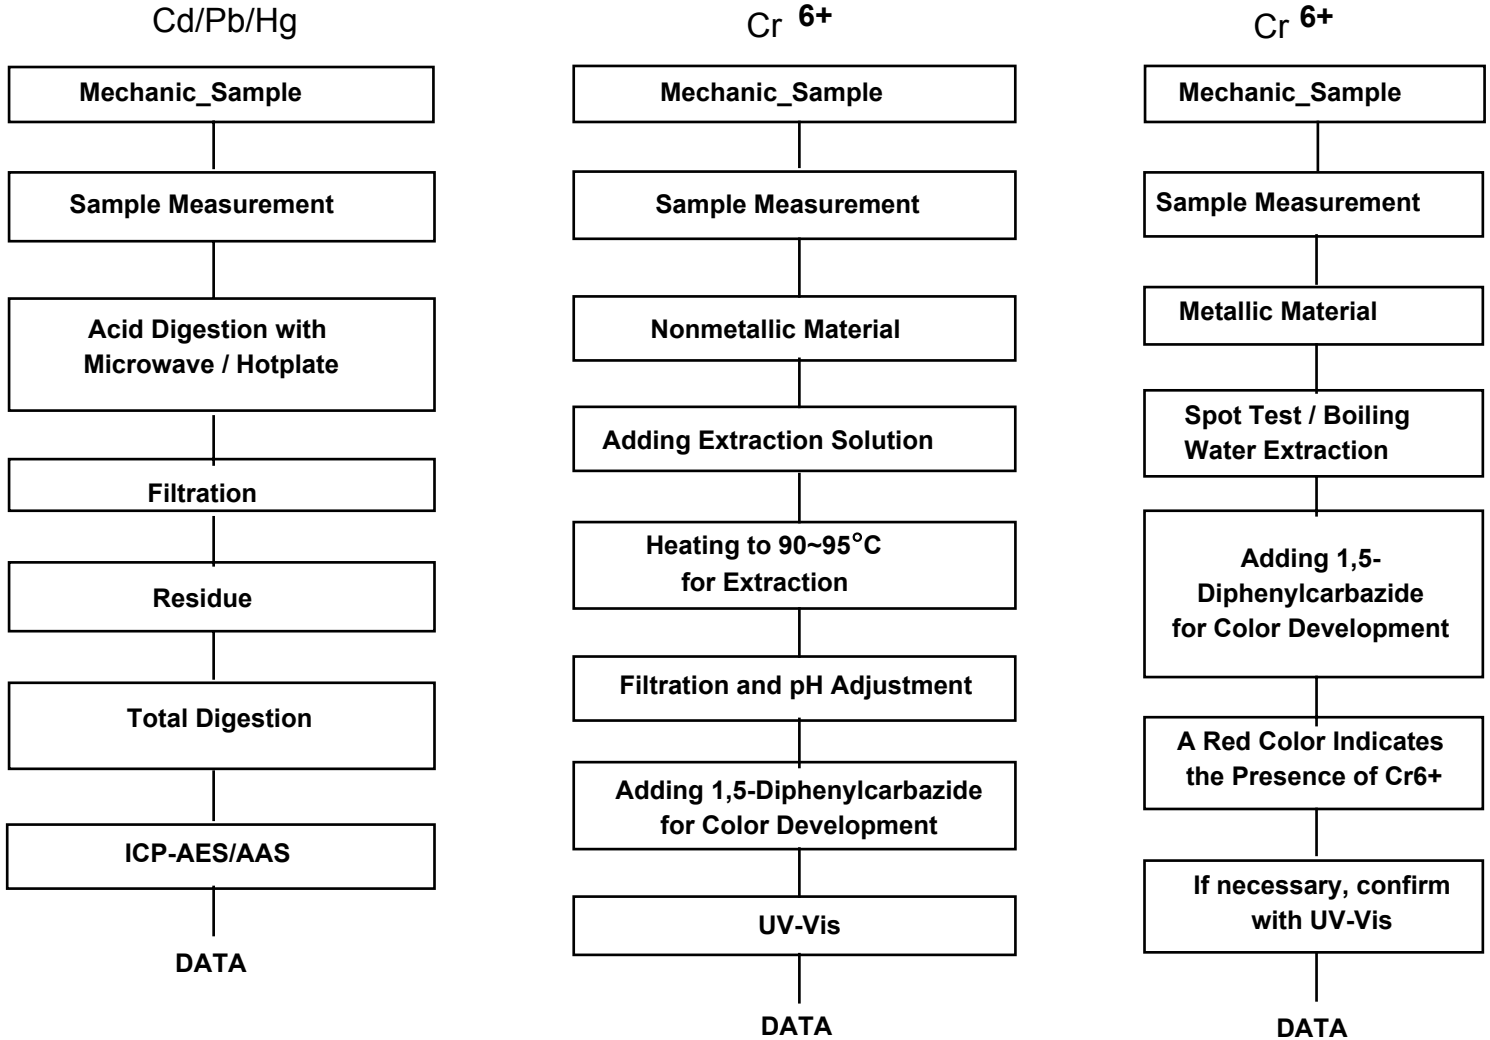 Cd/Pb/Hg
Mechanic_Sample
Sample Measurement
Acid Digestion with
Microwave / Hotplate
Filtration
Residue
Total Digestion
ICP-AES/AAS
DATA
Cr 6+
Mechanic_Sample
Sample Measurement
Nonmetallic Material
Adding Extraction Solution
Heating to 90~95°C
for Extraction
Filtration and pH Adjustment
Adding 1,5-Diphenylcarbazide
for Color Development
UV-Vis
DATA
Cr 6+
Mechanic_Sample
Sample Measurement
Metallic Material
Spot Test / Boiling
Water Extraction
Adding 1,5-
Diphenylcarbazide
for Color Development
A Red Color Indicates
the Presence of Cr6+
If necessary, confirm
with UV-Vis
DATA